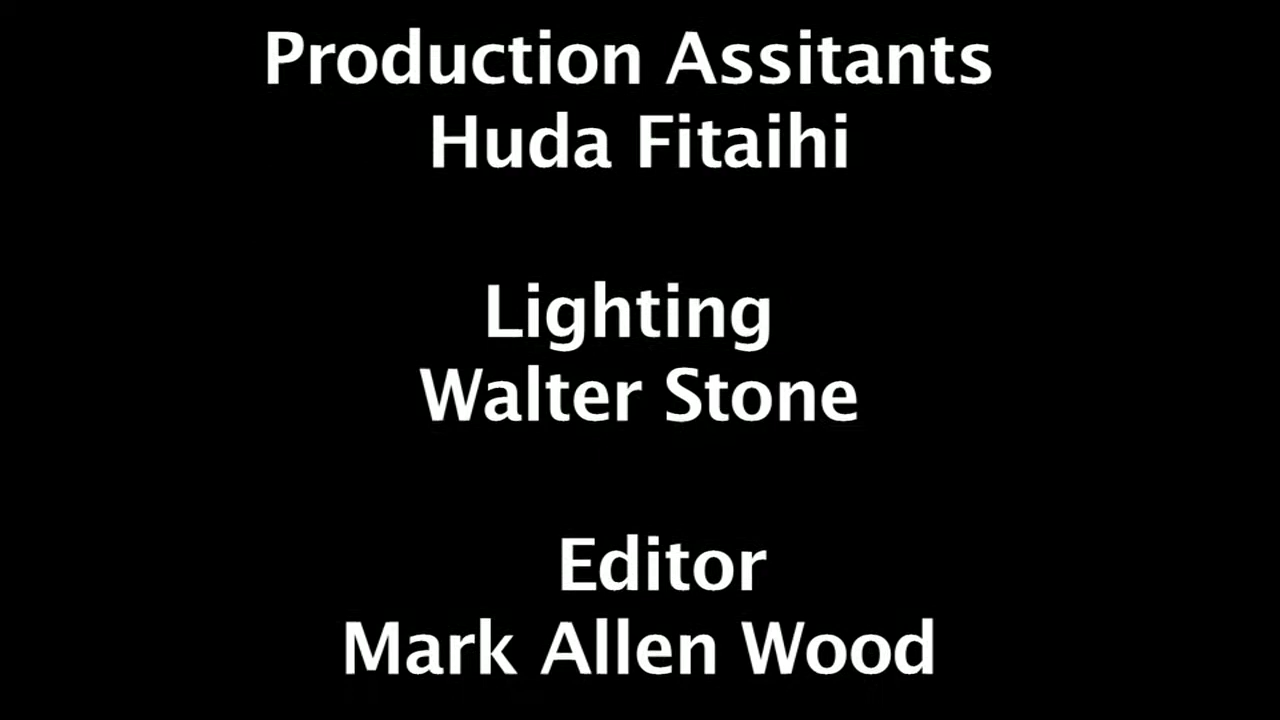 Production Assitants
Huda Fitaihi
Lighting
Walter Stone
Editor
Mark Allen Wood